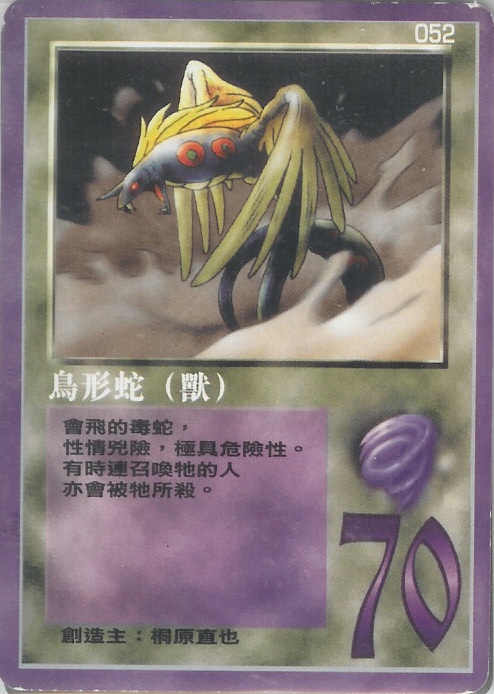 052
鳥形蛇（獸）
會飛的毒蛇，
性情兇險，極具危險性。
有時連召喚牠的人
亦會被牠所殺。
70
創造主：桐原直也